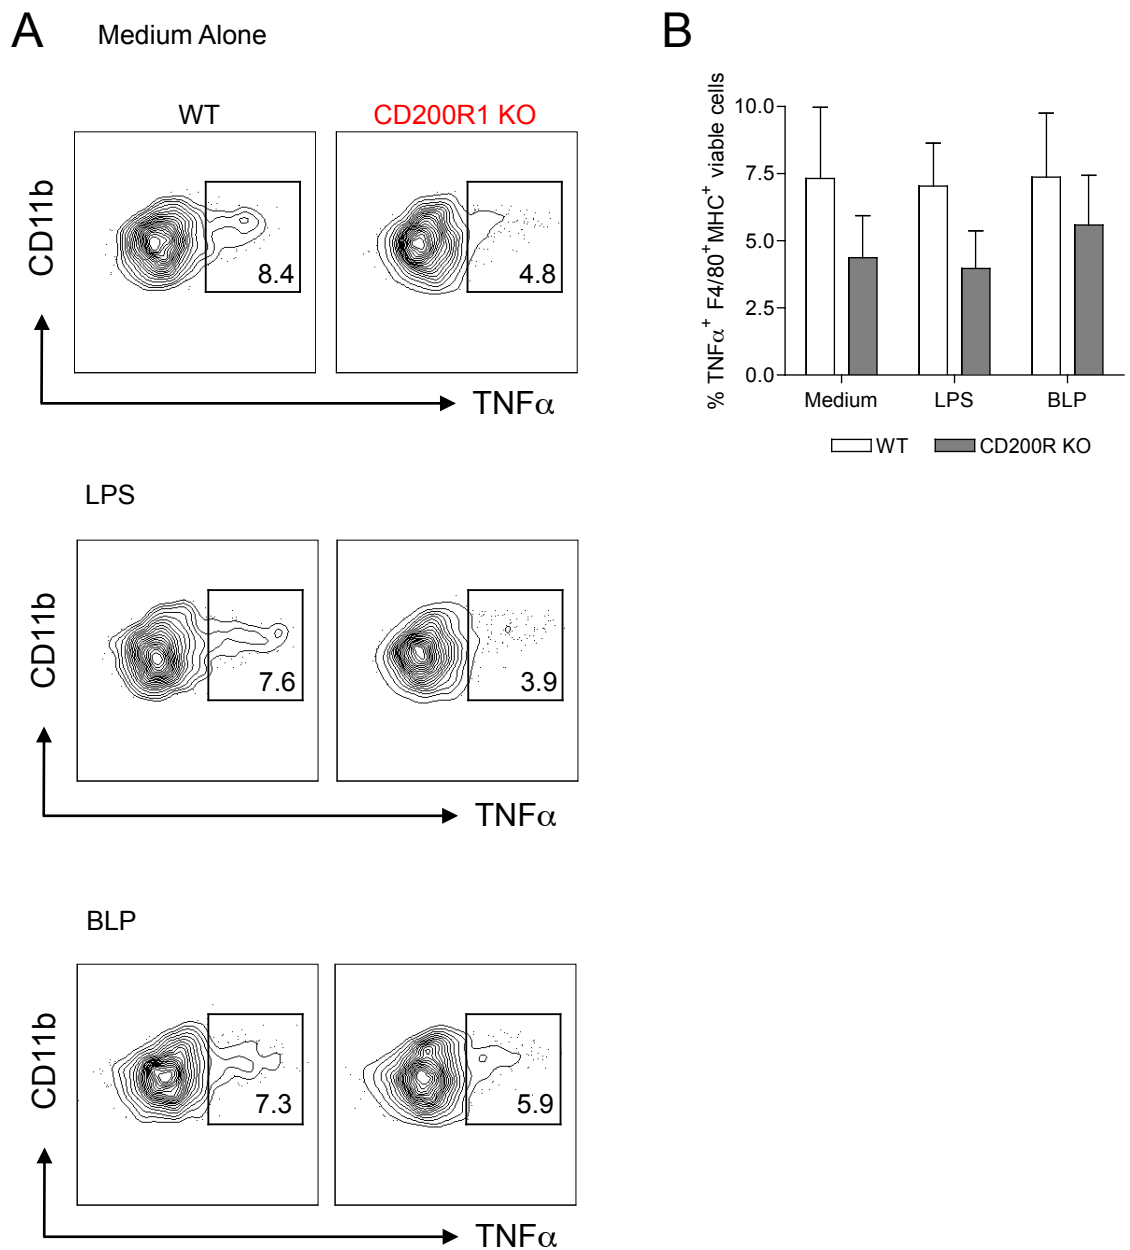 A
Medium Alone
WT
CD200R1 KO
CD11b
8.4
4.8
TNFα
LPS
CD11b
7.6
3.9
TNFα
BLP
CD11b
7.3
5.9
TNFα
B
% TNFα⁺ F4/80⁺MHC⁺ viable cells
10.0
7.5
5.0
2.5
0.0
Medium
LPS
BLP
WT
CD200R KO